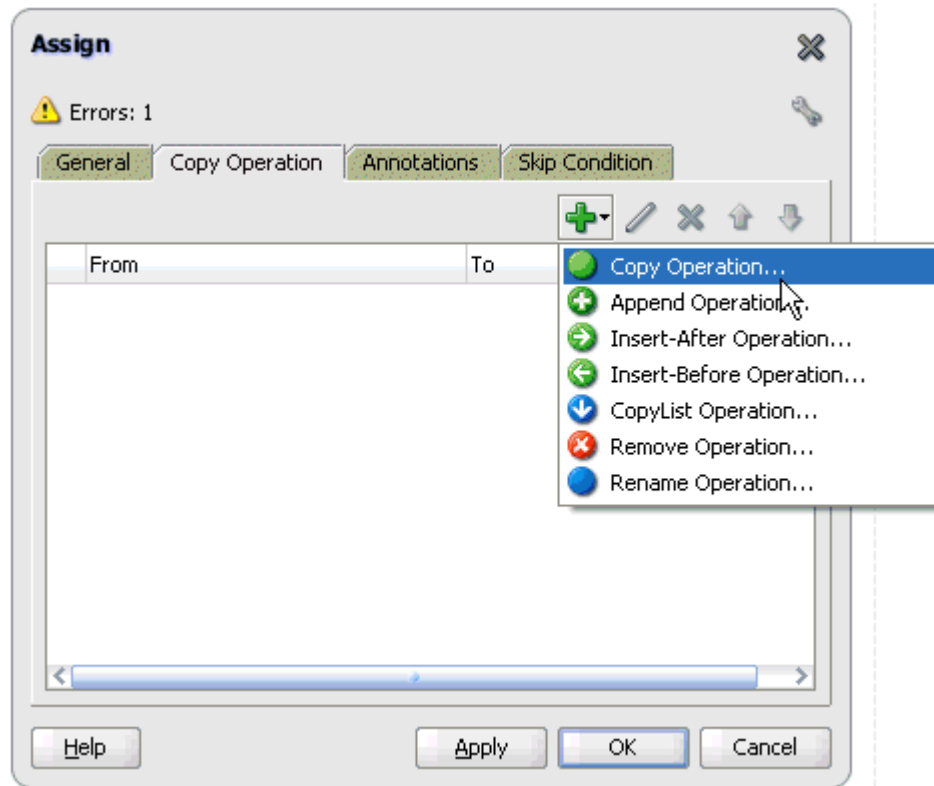 Assign
Errors: 1
General Copy Operation Annotations Skip Condition
From To
Copy Operation...
Append Operation...
Insert-After Operation...
Insert-Before Operation...
CopyList Operation...
Remove Operation...
Rename Operation...
Help Apply OK Cancel